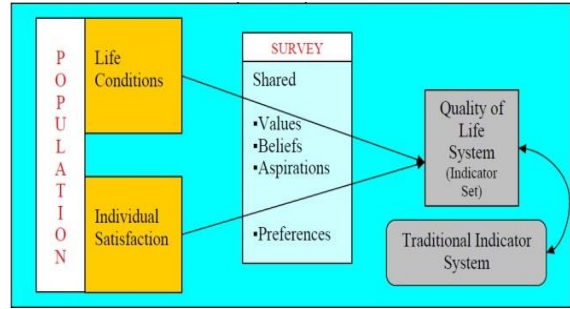 POPULATION
Life
Conditions
Individual
Satisfaction
SURVEY
Shared
▪Values
▪Beliefs
▪Aspirations
▪Preferences
Quality of
Life
System
(Indicator
Set)
Traditional Indicator
System